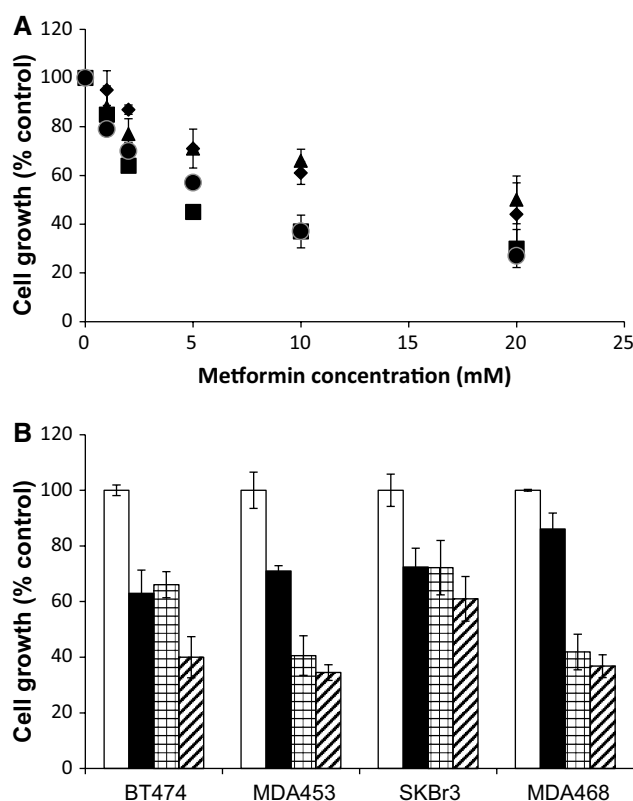 A
Cell growth (% control)
120
100
80
60
40
20
0
0 5 10 15 20 25
Metformin concentration (mM)
B
Cell growth (% control)
120
100
80
60
40
20
0
BT474 MDA453 SKBr3 MDA468